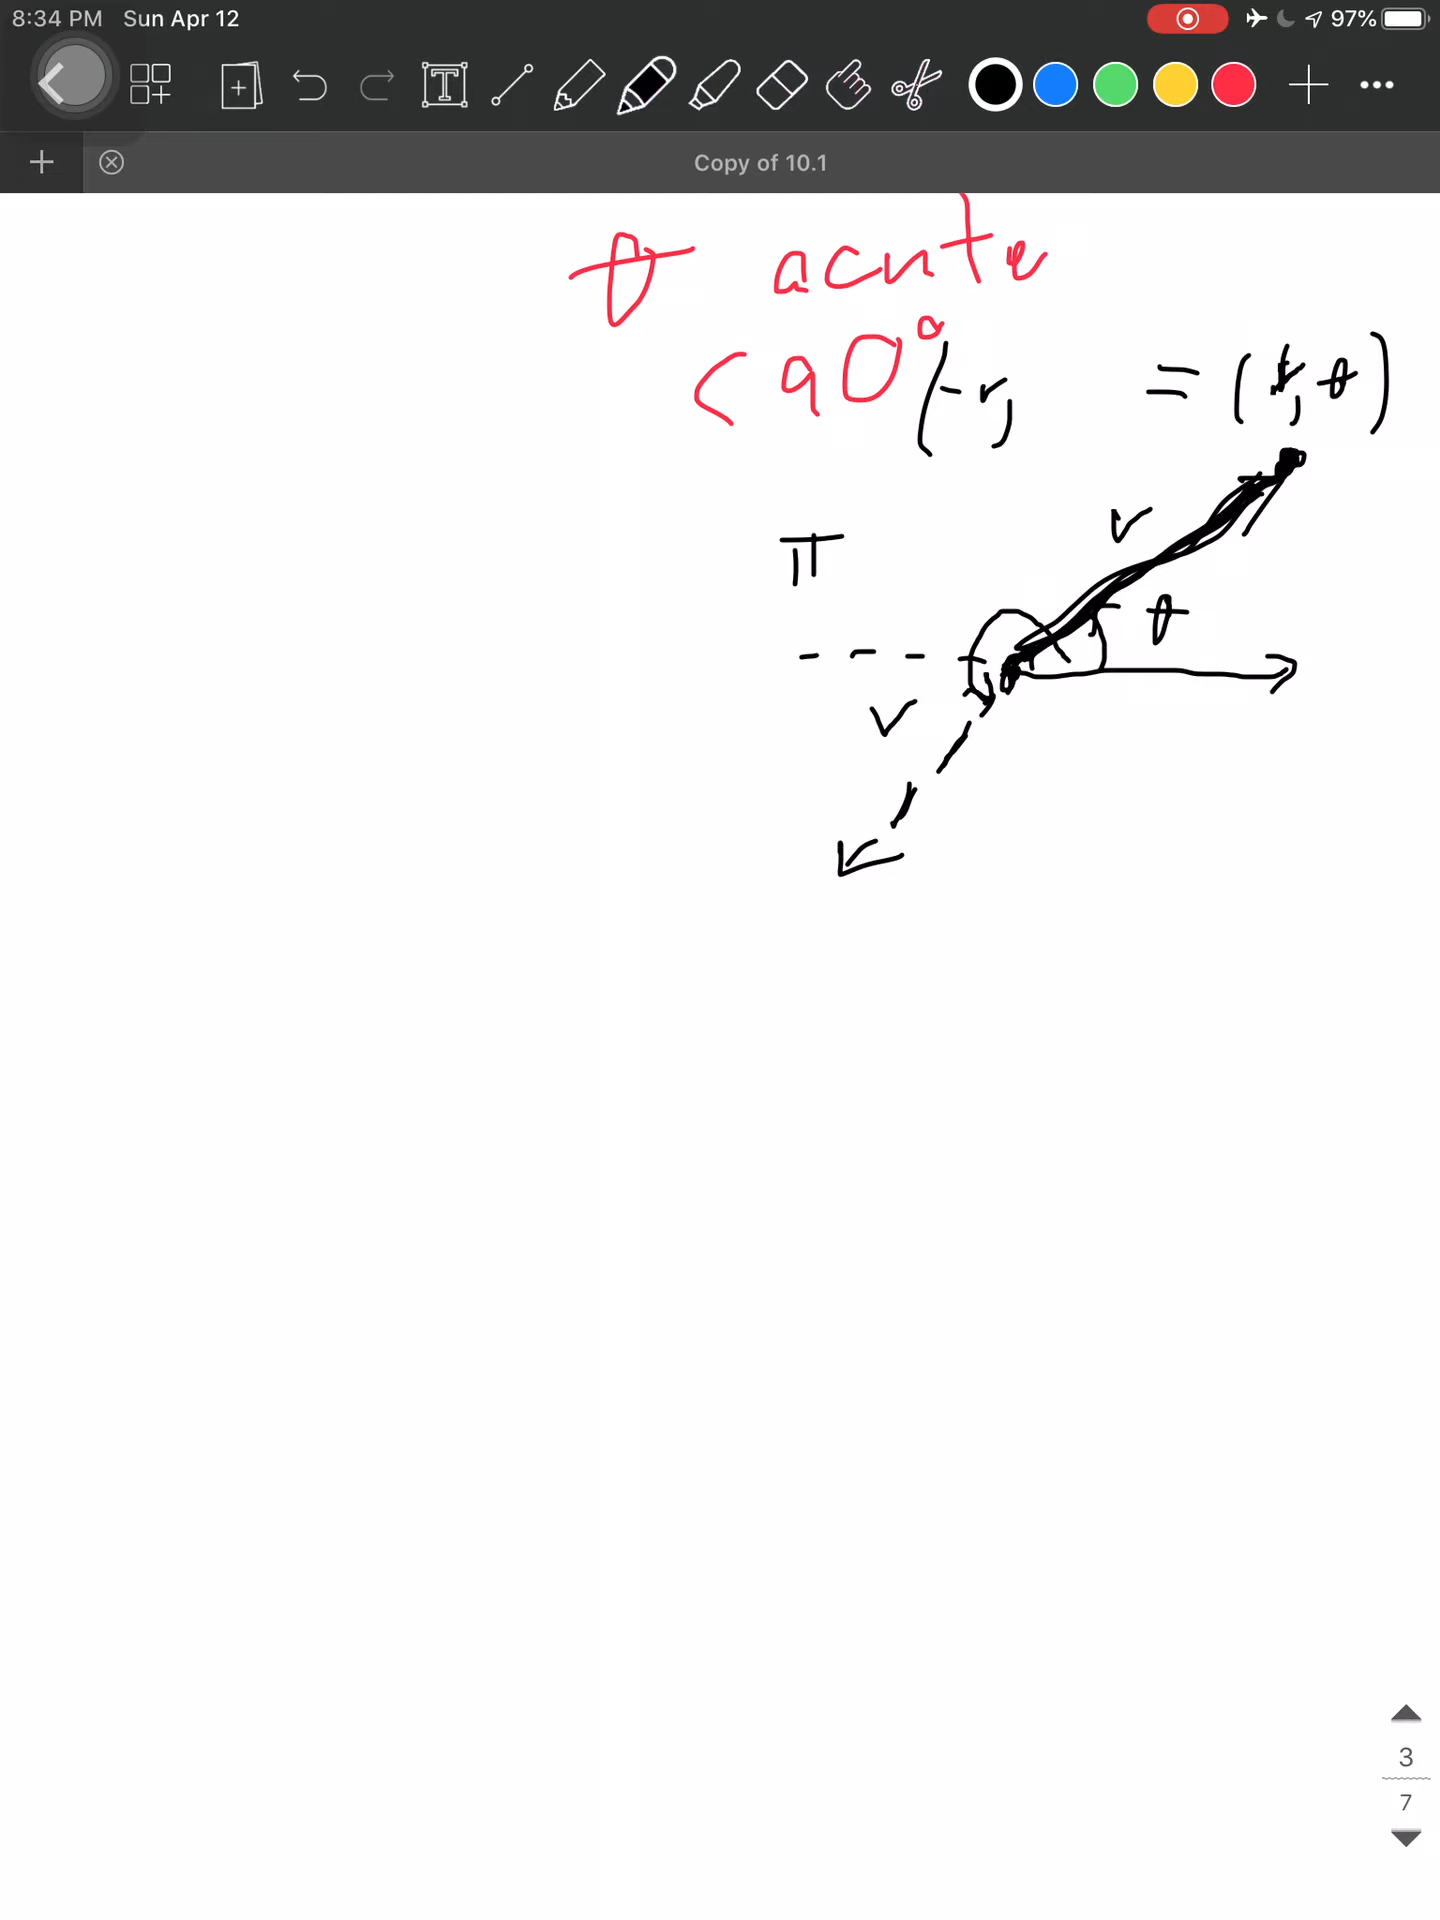 8:34 PM Sun Apr 12 97%
T
Copy of 10.1
θ acute
< 90°
(-r, = (r, θ)
r
π
θ
r
3
7